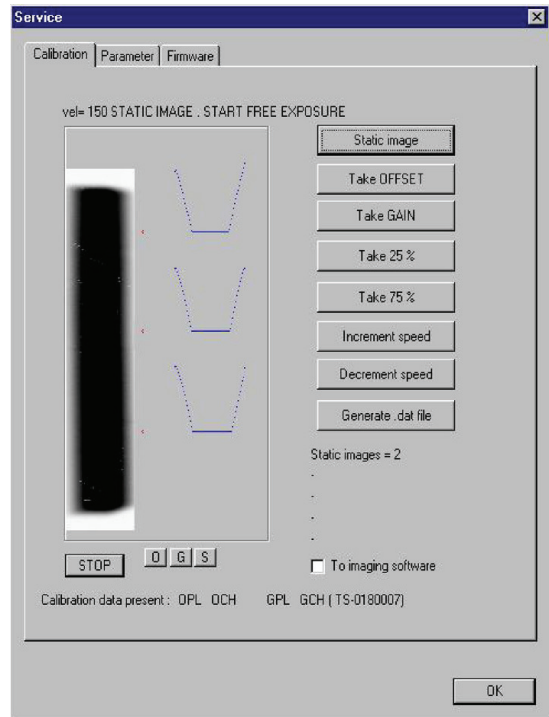 Service
Calibration Parameter Firmware
vel= 150 STATIC IMAGE . START FREE EXPOSURE
Static image
Take OFFSET
Take GAIN
Take 25 %
Take 75 %
Increment speed
Decrement speed
Generate .dat file
Static images = 2
-
-
-
-
STOP O G S
To imaging software
Calibration data present : OPL OCH GPL GCH ( TS-0180007)
OK